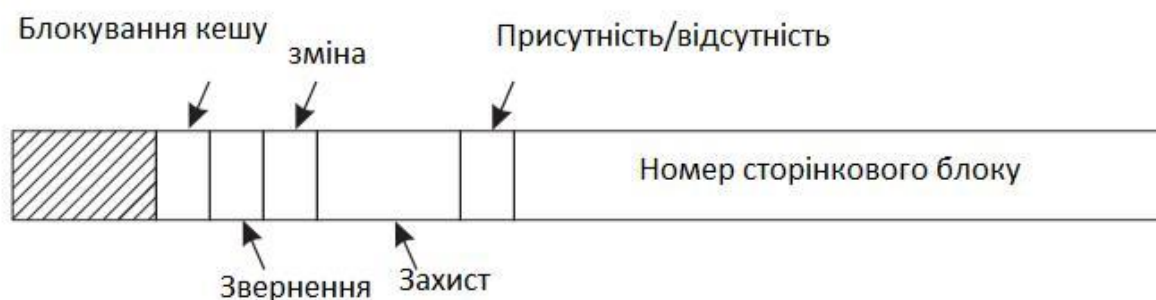 Блокування кешу
зміна
Присутність/відсутність
Номер сторінкового блоку
Звернення
Захист